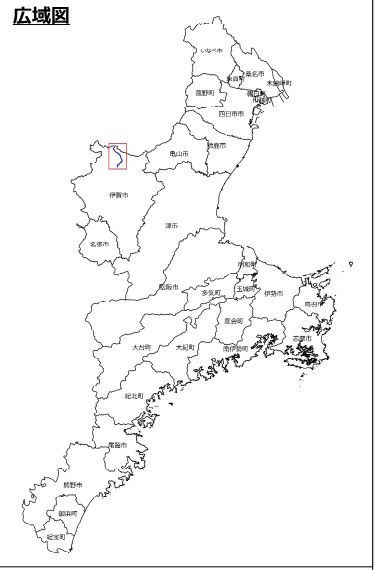 広域図
いなべ市
東員町
桑名市
木曽岬町
菰野町
朝日町
川越町
四日市市
鈴鹿市
亀山市
伊賀市
津市
名張市
明和町
松阪市
多気町
玉城町
伊勢市
鳥羽市
度会町
志摩市
大台町
大紀町
南伊勢町
紀北町
尾鷲市
熊野市
御浜町
紀宝町